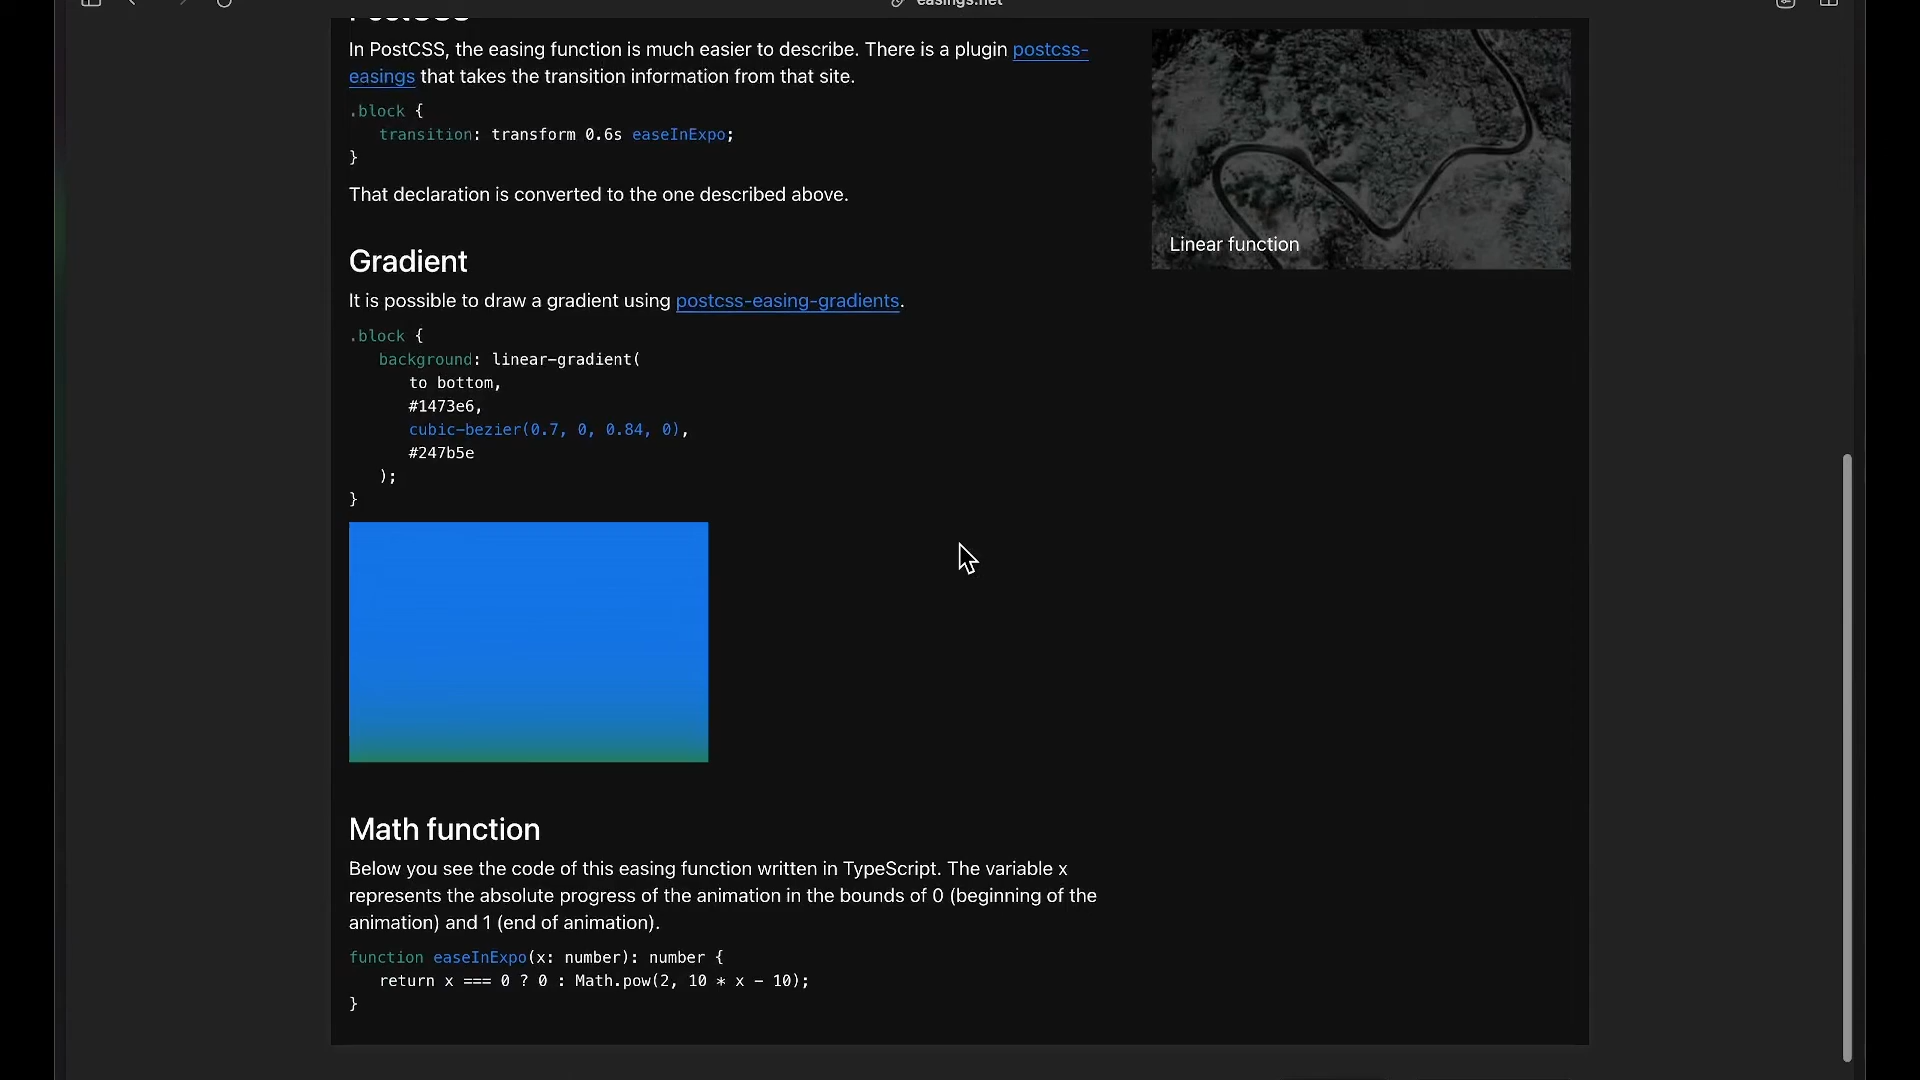 easings.net
PostCSS
In PostCSS, the easing function is much easier to describe. There is a plugin postcss-
easings that takes the transition information from that site.
.block {
transition: transform 0.6s easeInExpo;
}
That declaration is converted to the one described above.
Linear function
Gradient
It is possible to draw a gradient using postcss-easing-gradients.
.block {
background: linear-gradient(
to bottom,
#1473e6,
cubic-bezier(0.7, 0, 0.84, 0),
#247b5e
);
}
Math function
Below you see the code of this easing function written in TypeScript. The variable x
represents the absolute progress of the animation in the bounds of 0 (beginning of the
animation) and 1 (end of animation).
function easeInExpo(x: number): number {
return x === 0 ? 0 : Math.pow(2, 10 * x - 10);
}